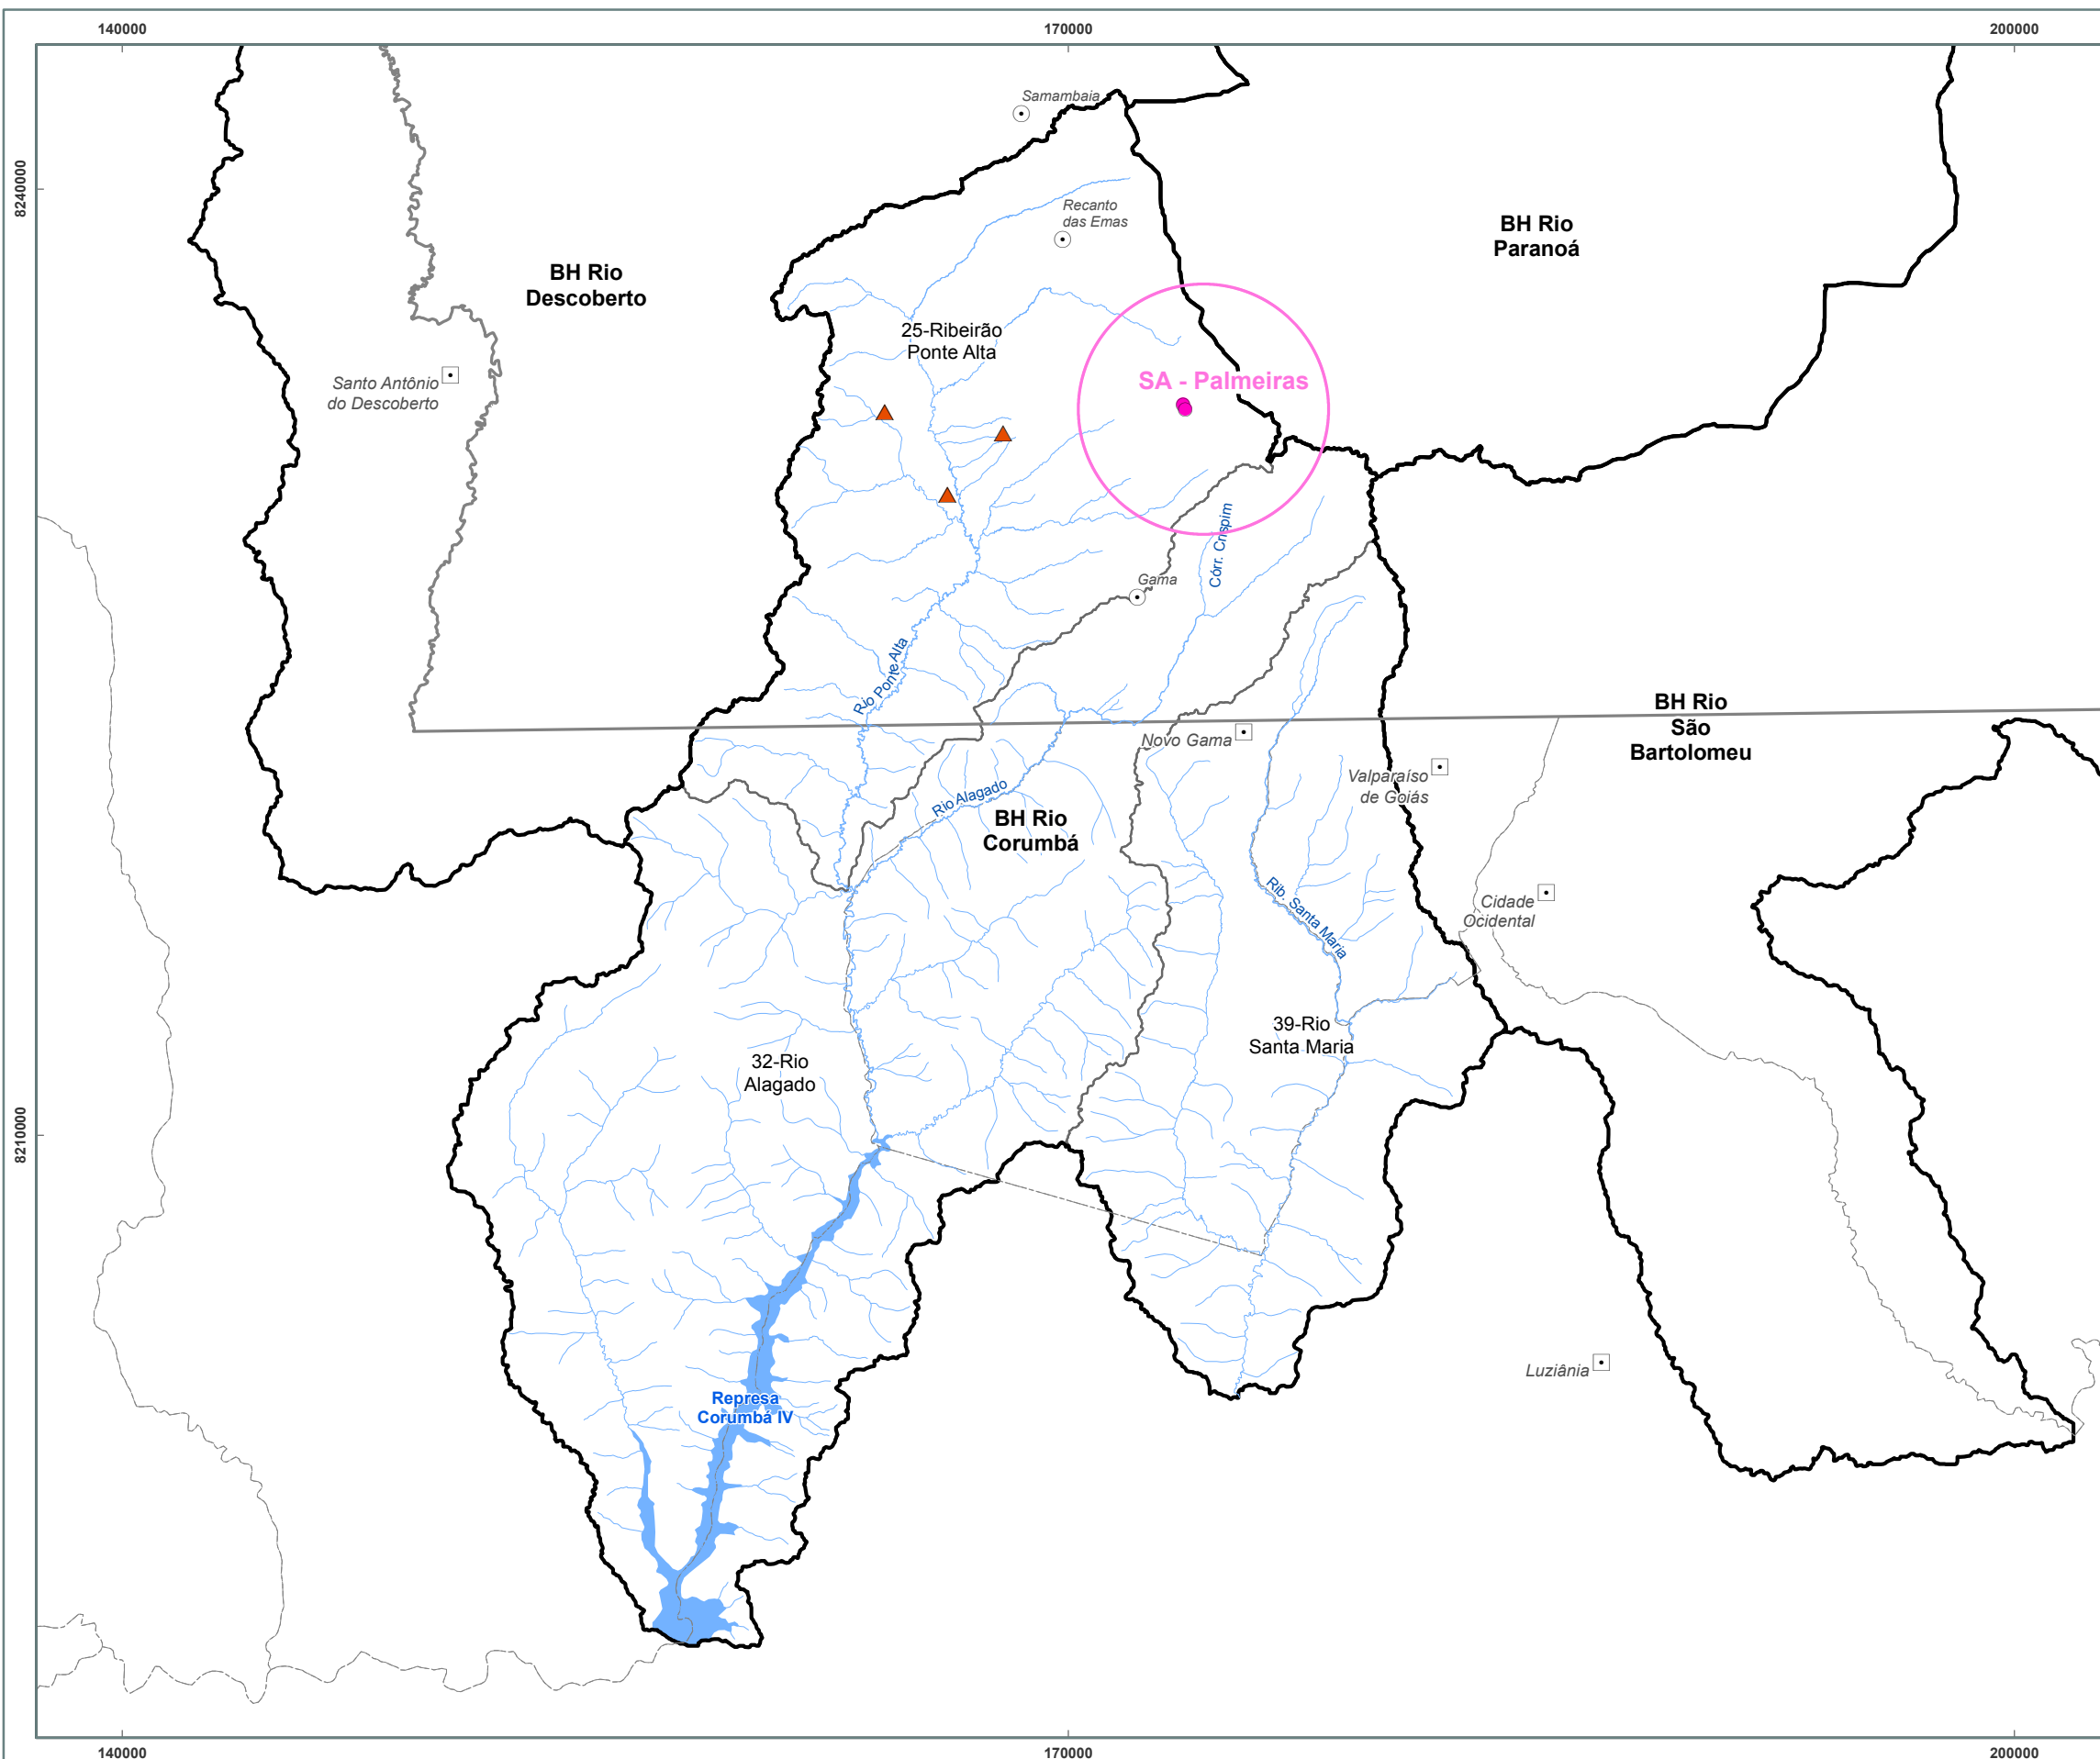 140000
170000
200000
Samambaia
8240000
Recanto
das Emas
BH Rio
Paranoá
BH Rio
Descoberto
25-Ribeirão
Ponte Alta
SA - Palmeiras
Santo Antônio
do Descoberto
Córr. Crispim
Gama
Rio Ponte Alta
BH Rio
São
Bartolomeu
Novo Gama
Valparaíso
de Goiás
Rio Alagado
BH Rio
Corumbá
Rib. Santa Maria
Cidade
Ocidental
39-Rio
Santa Maria
32-Rio
Alagado
8210000
Luziânia
Represa
Corumbá IV
140000
170000
200000